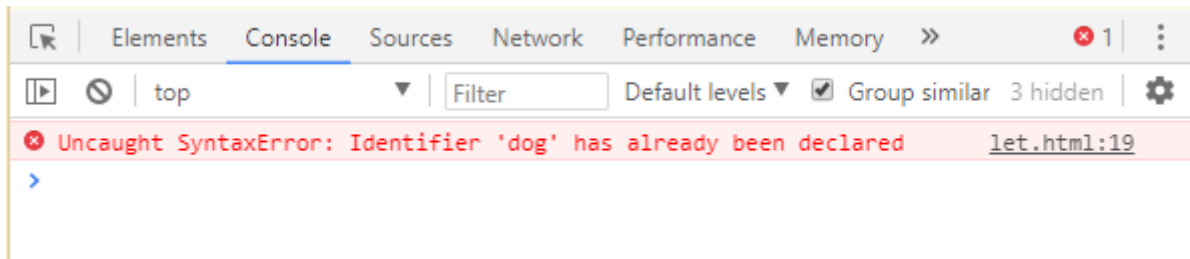 Elements Console Sources Network Performance Memory » 1
top Filter Default levels Group similar 3 hidden
Uncaught SyntaxError: Identifier 'dog' has already been declared let.html:19
>